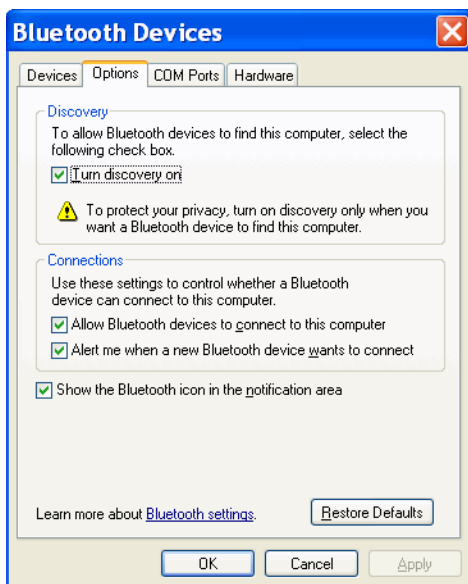 Bluetooth Devices
Devices Options COM Ports Hardware
Discovery
To allow Bluetooth devices to find this computer, select the
following check box.
Turn discovery on
To protect your privacy, turn on discovery only when you
want a Bluetooth device to find this computer.
Connections
Use these settings to control whether a Bluetooth
device can connect to this computer.
Allow Bluetooth devices to connect to this computer
Alert me when a new Bluetooth device wants to connect
Show the Bluetooth icon in the notification area
Learn more about Bluetooth settings.
Restore Defaults
OK Cancel Apply